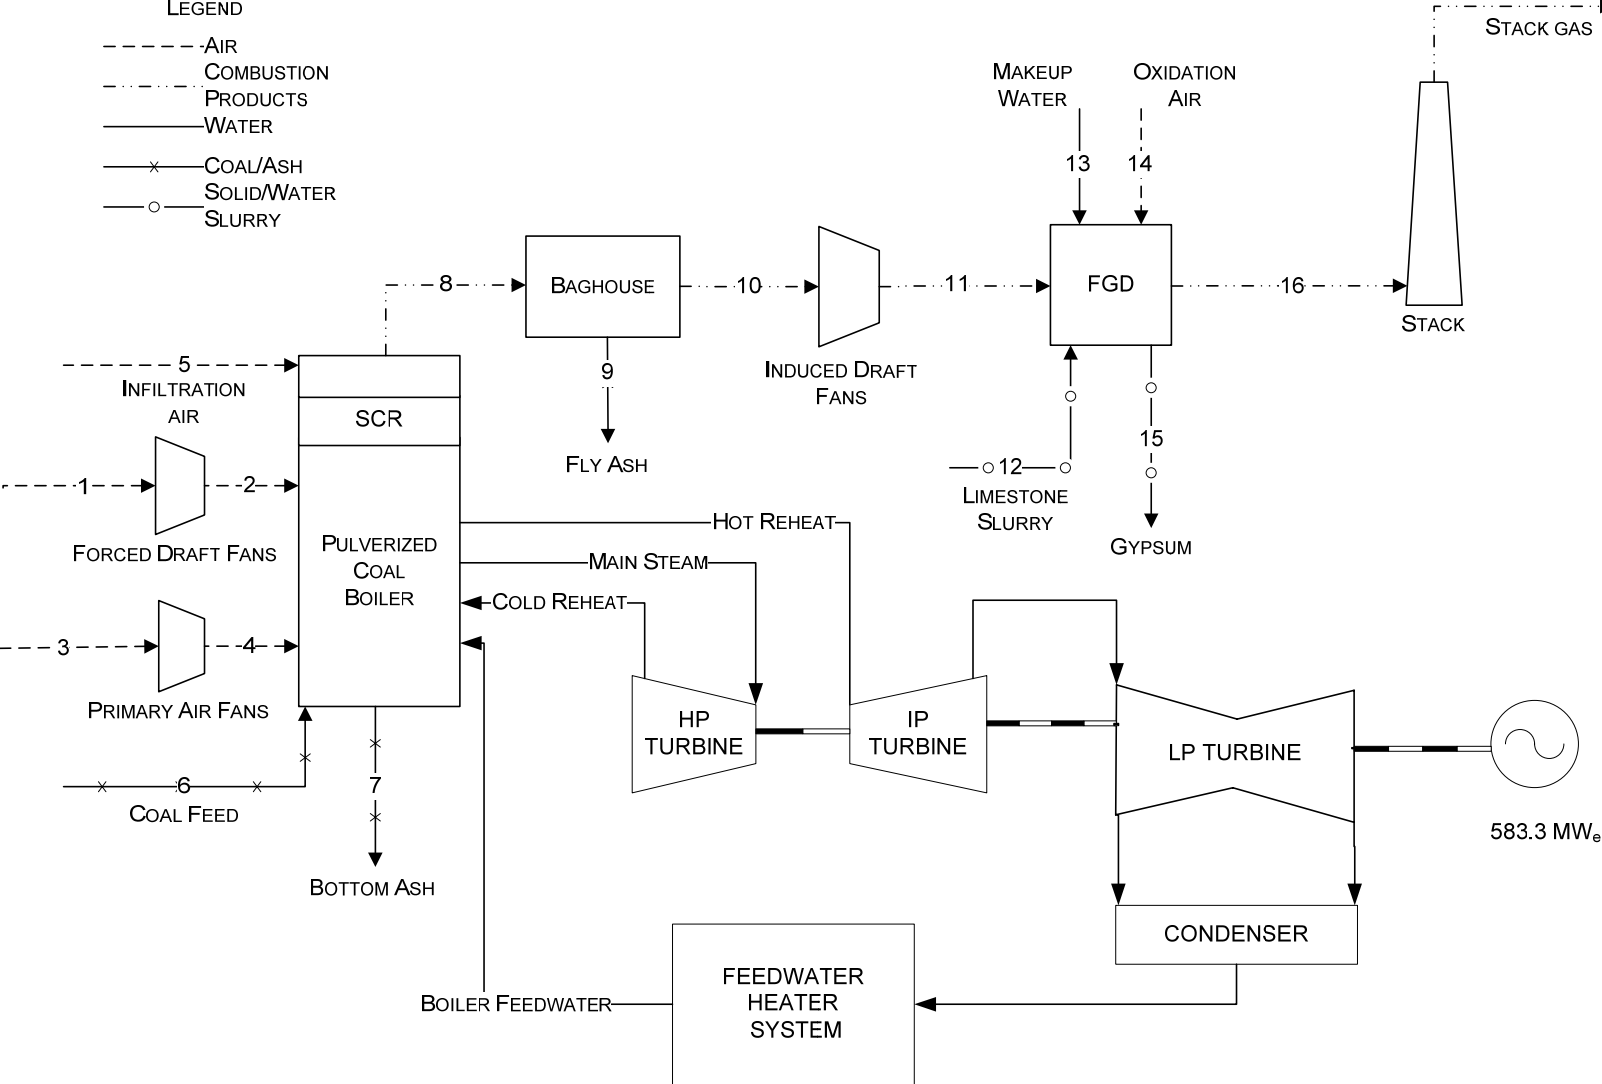 LEGEND
AIR
COMBUSTION
PRODUCTS
WATER
COAL/ASH
SOLID/WATER
SLURRY
STACK GAS
MAKEUP
WATER
OXIDATION
AIR
13
14
8
BAGHOUSE
10
11
FGD
16
STACK
5
INFILTRATION
AIR
SCR
9
FLY ASH
INDUCED DRAFT
FANS
12
LIMESTONE
SLURRY
15
GYPSUM
1
2
FORCED DRAFT FANS
PULVERIZED
COAL
BOILER
HOT REHEAT
MAIN STEAM
COLD REHEAT
3
4
PRIMARY AIR FANS
HP
TURBINE
IP
TURBINE
LP TURBINE
583.3 MWe
6
COAL FEED
7
BOTTOM ASH
CONDENSER
BOILER FEEDWATER
FEEDWATER
HEATER
SYSTEM